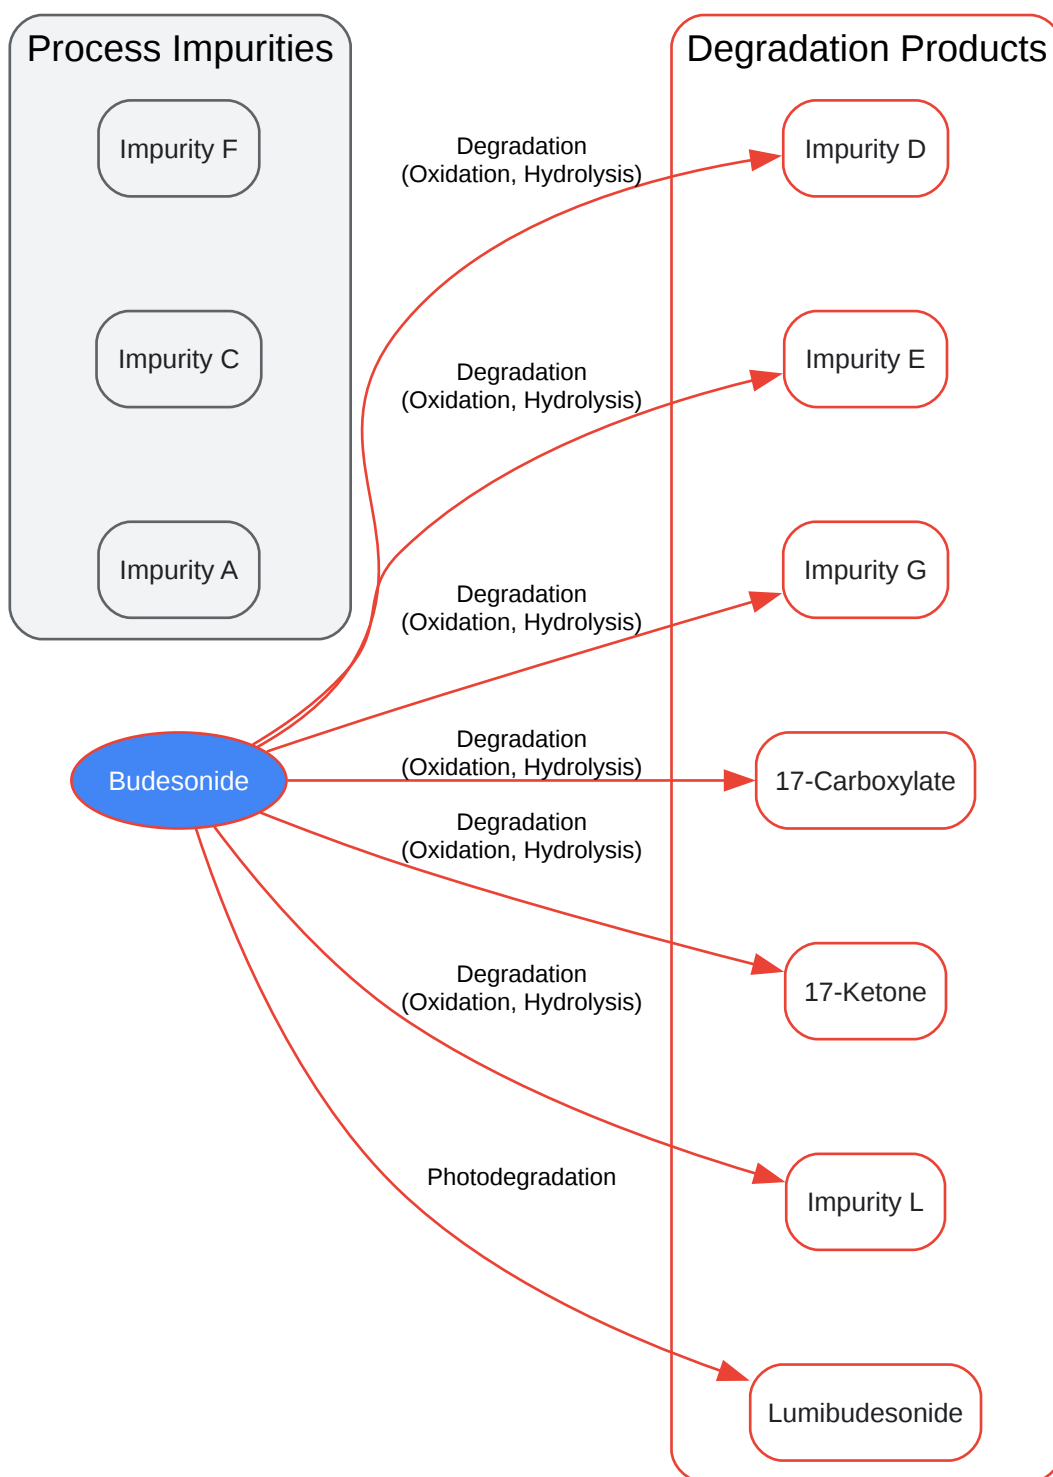 Process Impurities
Impurity F
Impurity C
Impurity A
Budesonide
Degradation
(Oxidation, Hydrolysis)
Degradation
(Oxidation, Hydrolysis)
Degradation
(Oxidation, Hydrolysis)
Degradation
(Oxidation, Hydrolysis)
Degradation
(Oxidation, Hydrolysis)
Degradation
(Oxidation, Hydrolysis)
Photodegradation
Degradation Products
Impurity D
Impurity E
Impurity G
17-Carboxylate
17-Ketone
Impurity L
Lumibudesonide